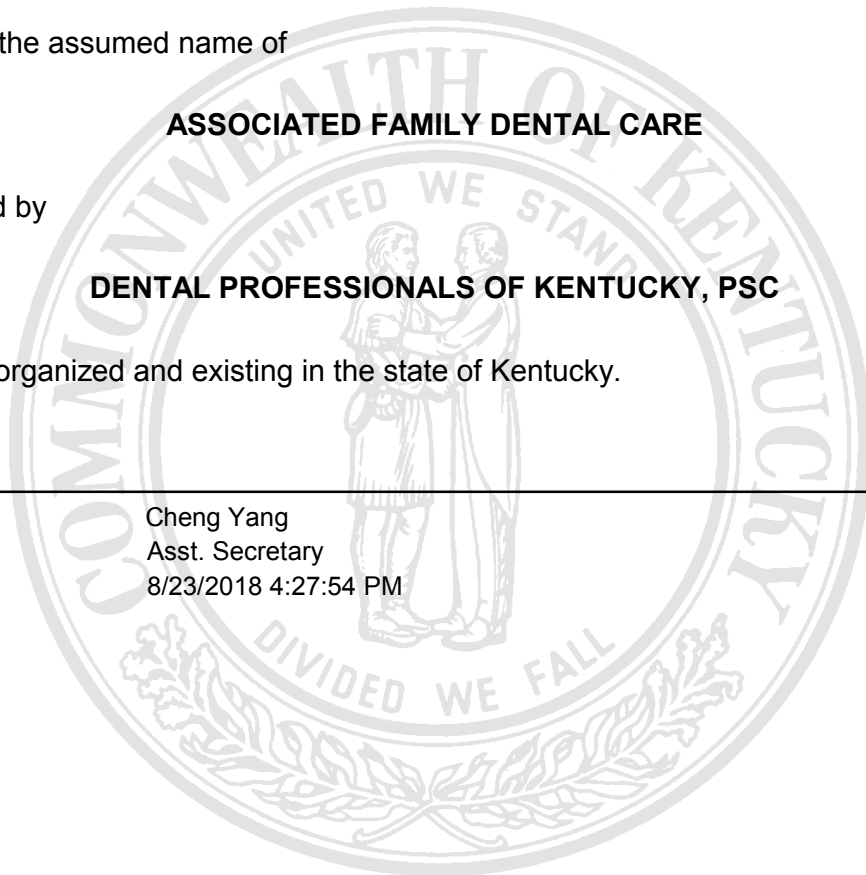 the assumed name of
ASSOCIATED FAMILY DENTAL CARE
d by
DENTAL PROFESSIONALS OF KENTUCKY, PSC
organized and existing in the state of Kentucky.
Cheng Yang
Asst. Secretary
8/23/2018 4:27:54 PM
COMMONWEALTH OF KENTUCKY
UNITED WE STAND
DIVIDED WE FALL